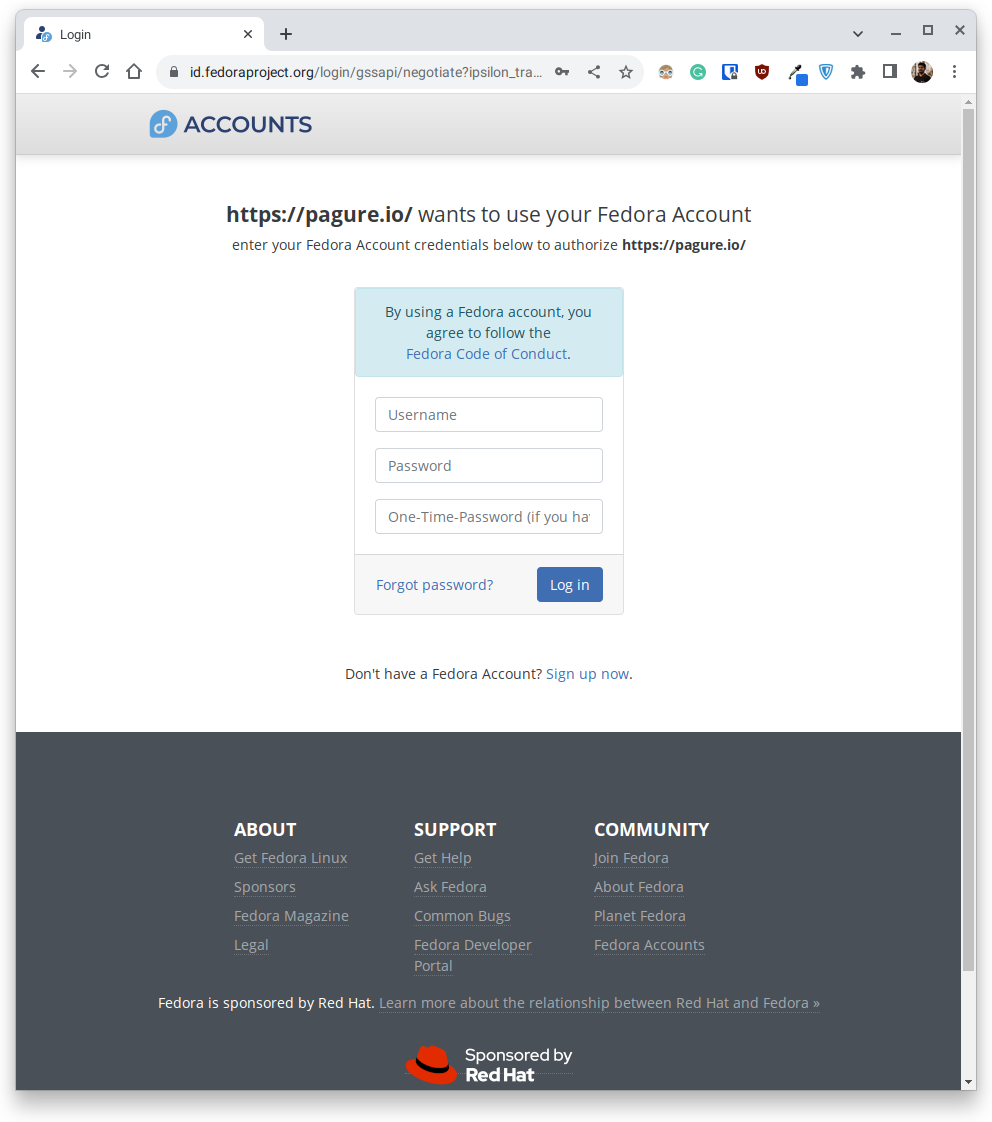 Login
id.fedoraproject.org/login/gssapi/negotiate?ipsilon_tra...
ACCOUNTS
https://pagure.io/ wants to use your Fedora Account
enter your Fedora Account credentials below to authorize https://pagure.io/
By using a Fedora account, you
agree to follow the
Fedora Code of Conduct.
Username
Password
One-Time-Password (if you ha
Forgot password?
Log in
Don't have a Fedora Account? Sign up now.
ABOUT
Get Fedora Linux
Sponsors
Fedora Magazine
Legal
SUPPORT
Get Help
Ask Fedora
Common Bugs
Fedora Developer
Portal
COMMUNITY
Join Fedora
About Fedora
Planet Fedora
Fedora Accounts
Fedora is sponsored by Red Hat. Learn more about the relationship between Red Hat and Fedora »
Sponsored by
Red Hat